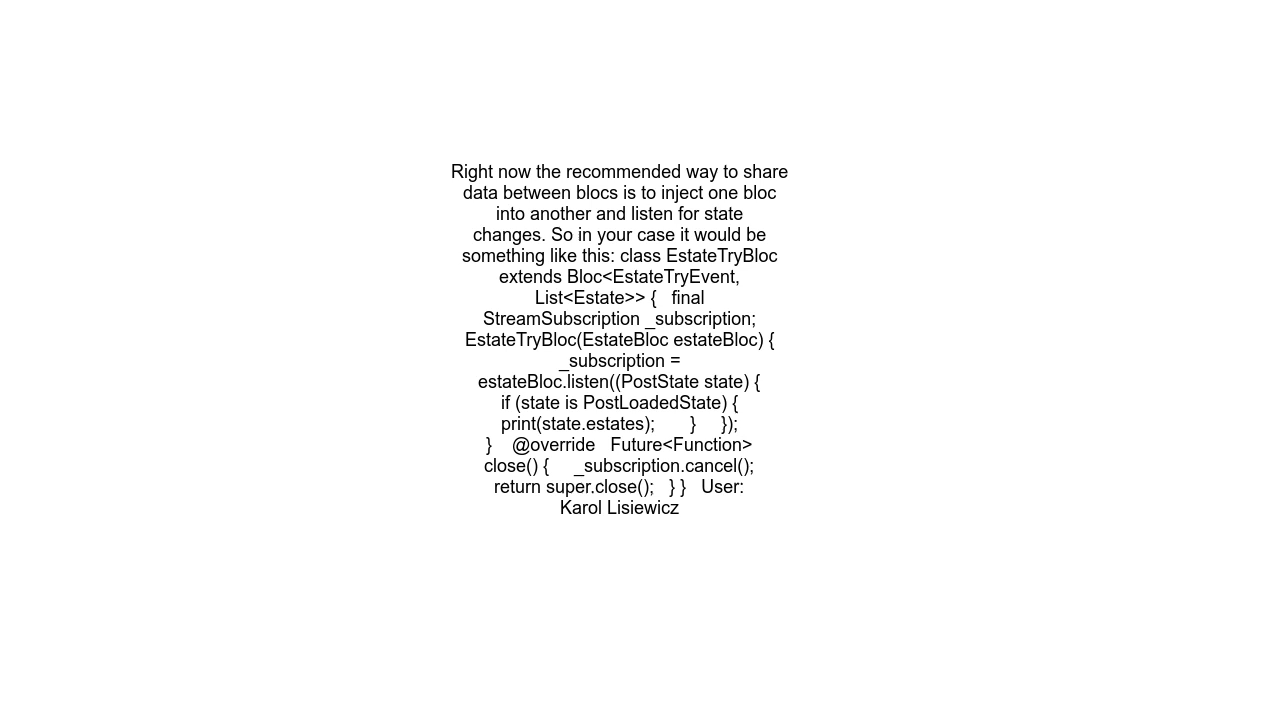 Right now the recommended way to share
data between blocs is to inject one bloc
into another and listen for state
changes. So in your case it would be
something like this: class EstateTryBloc
extends Bloc<EstateTryEvent,
List<Estate>> {   final
StreamSubscription _subscription;
EstateTryBloc(EstateBloc estateBloc) {
_subscription =
estateBloc.listen((PostState state) {
if (state is PostLoadedState) {
print(state.estates);       }     });
}    @override   Future<Function>
close() {     _subscription.cancel();
return super.close();   } }   User:
Karol Lisiewicz